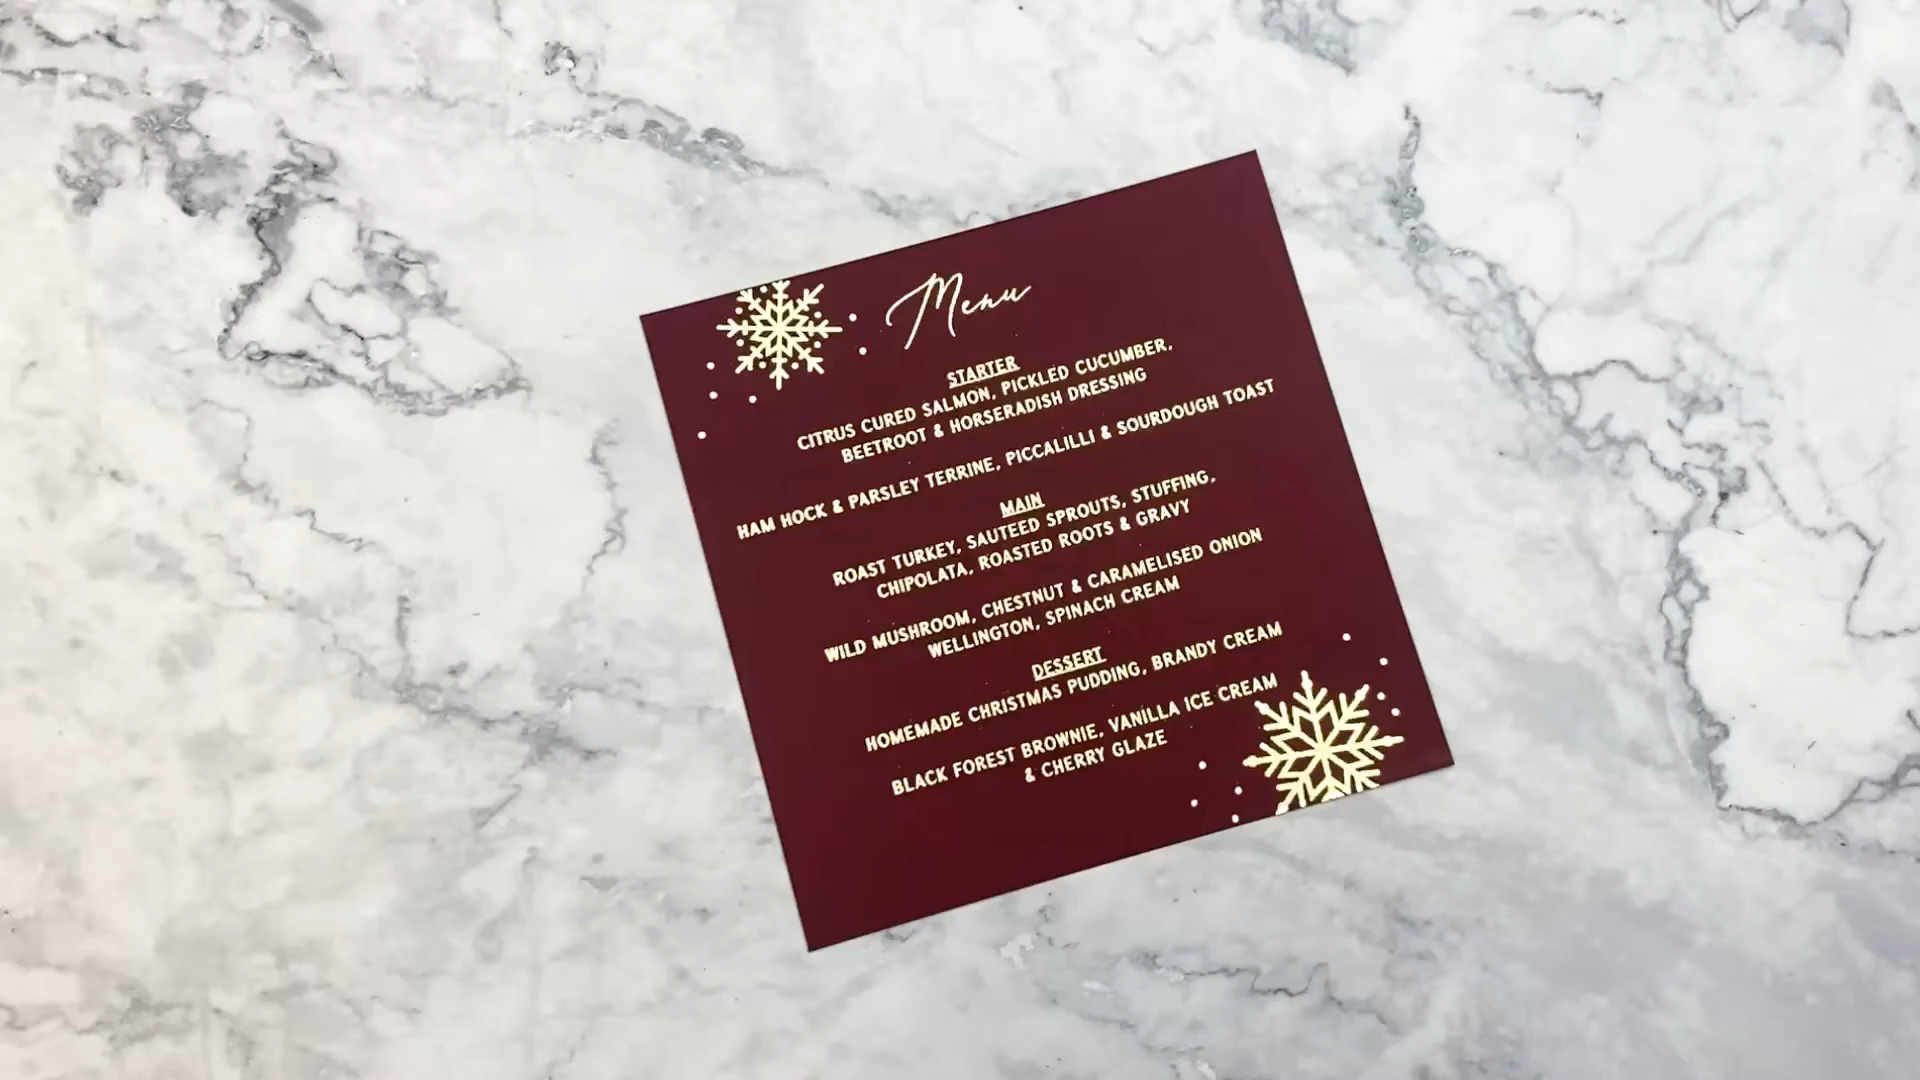 Menu
STARTER
CITRUS CURED SALMON, PICKLED CUCUMBER,
BEETROOT & HORSERADISH DRESSING
HAM HOCK & PARSLEY TERRINE, PICCALILLI & SOURDOUGH TOAST
MAIN
ROAST TURKEY, SAUTEED SPROUTS, STUFFING,
CHIPOLATA, ROASTED ROOTS & GRAVY
WILD MUSHROOM, CHESTNUT & CARAMELISED ONION
WELLINGTON, SPINACH CREAM
DESSERT
HOMEMADE CHRISTMAS PUDDING, BRANDY CREAM
BLACK FOREST BROWNIE, VANILLA ICE CREAM
& CHERRY GLAZE